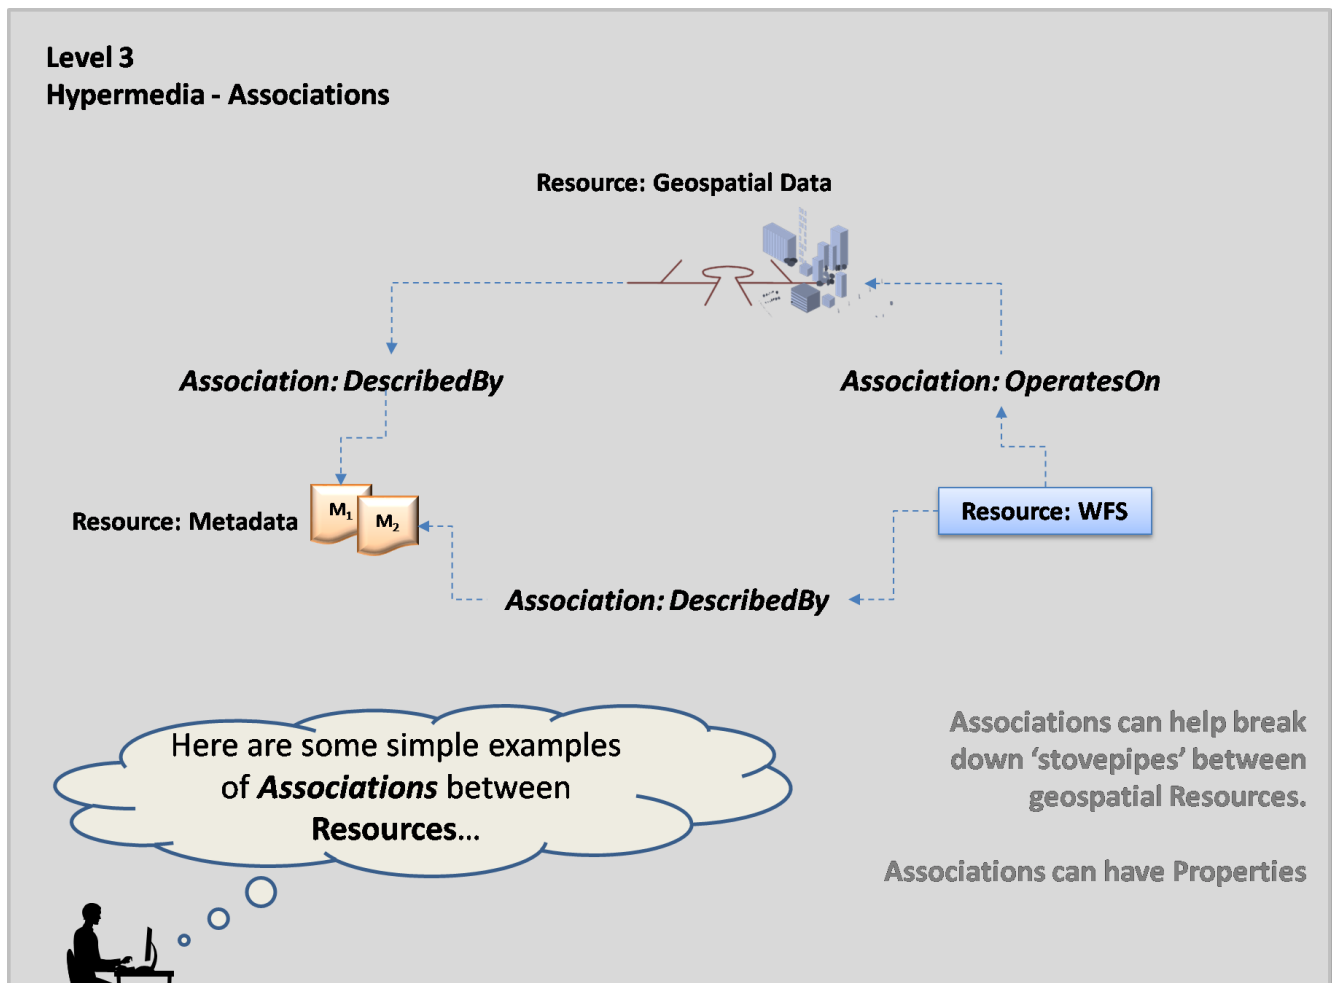 Level 3
Hypermedia - Associations
Resource: Geospatial Data
Association: DescribedBy
Association: OperatesOn
Resource: Metadata
M₁
M₂
Resource: WFS
Association: DescribedBy
Here are some simple examples
of Associations between
Resources...
Associations can help break
down ‘stovepipes’ between
geospatial Resources.
Associations can have Properties